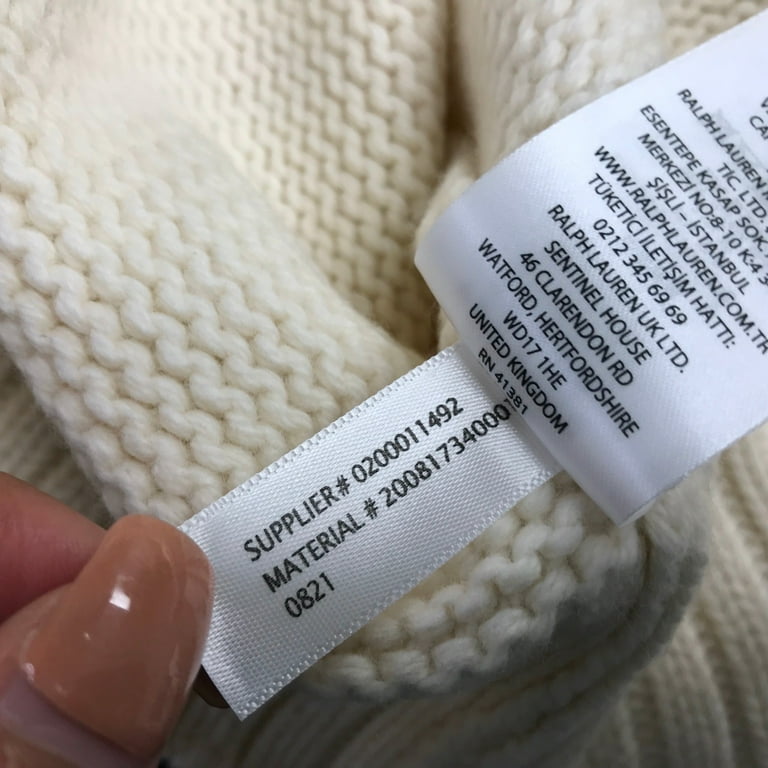 RALPH LAUREN
TIC. LTD.
ESENTEPE KASAP SOK.
MERKEZİ NO:8-10 K:4
ŞİŞLİ - İSTANBUL
WWW.RALPHLAUREN.COM.TR
TÜKETİCİ İLETİŞİM HATTI:
0212 345 69 69
RALPH LAUREN UK LTD.
SENTINEL HOUSE
46 CLARENDON RD
WATFORD, HERTFORDSHIRE
WD17 1HE
UNITED KINGDOM
RN 41381
SUPPLIER# 0200011492
MATERIAL # 200817340001
0821